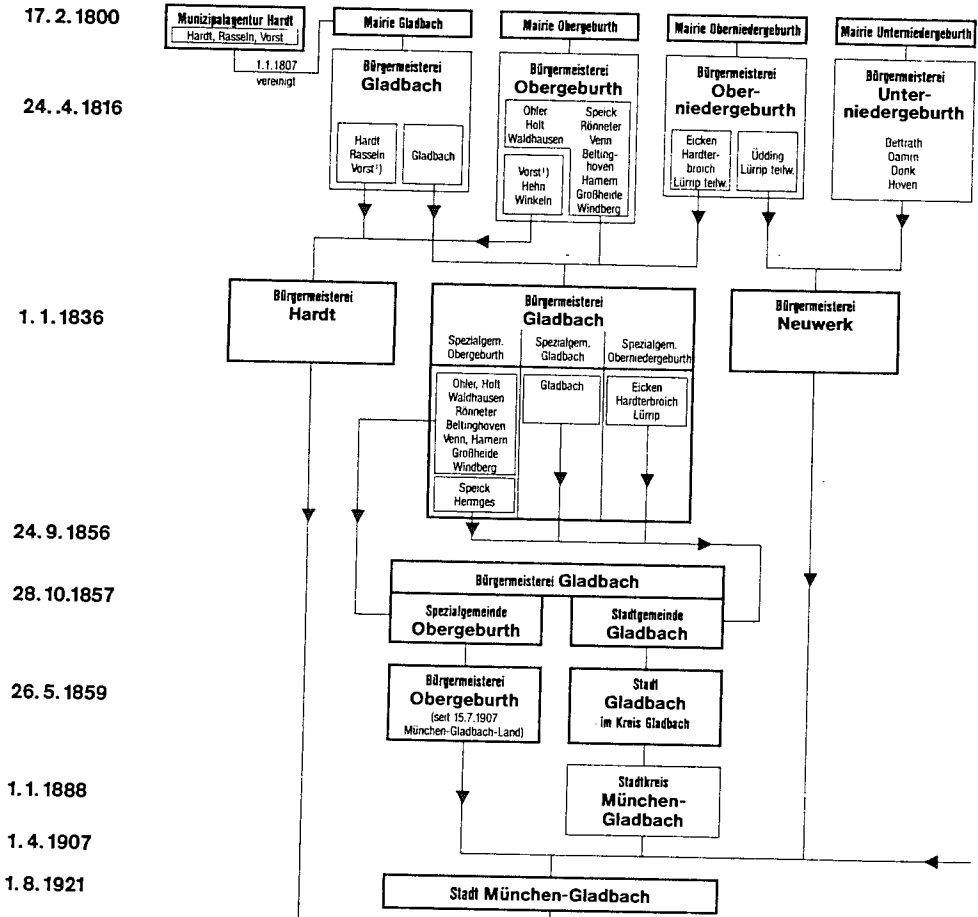 17.2.1800
Munizipalagentur Hardt
Hardt, Rasseln, Vorst
Mairie Gladbach
Mairie Obergeburth
Mairie Oberniedergeburth
Mairie Unterniedergeburth
1.1.1807
vereinigt
24..4.1816
Bürgermeisterei
Gladbach
Hardt
Rasseln
Vorst¹)
Gladbach
Bürgermeisterei
Obergeburth
Ohler
Holt
Waldhausen
Vorst¹)
Hehn
Winkeln
Speick
Rönneter
Venn
Belting-
hoven
Hamern
Großheide
Windberg
Bürgermeisterei
Ober-
niedergeburth
Eicken
Hardter-
broich
Lürrip teilw.
Üdding
Lürrip teilw.
Bürgermeisterei
Unter-
niedergeburth
Bettrath
Damm
Donk
Hoven
1.1.1836
Bürgermeisterei
Hardt
Bürgermeisterei
Gladbach
Spezialgem.
Obergeburth
Spezialgem.
Gladbach
Spezialgem.
Oberniedergeburth
Ohler, Holt
Waldhausen
Rönneter
Beltinghoven
Venn, Hamern
Großheide
Windberg
Speick
Hermges
Gladbach
Eicken
Hardterbroich
Lürrip
Bürgermeisterei
Neuwerk
24.9.1856
28.10.1857
Bürgermeisterei Gladbach
Spezialgemeinde
Obergeburth
Stadtgemeinde
Gladbach
26.5.1859
Bürgermeisterei
Obergeburth
(seit 15.7.1907
München-Gladbach-Land)
Stadt
Gladbach
im Kreis Gladbach
1.1.1888
Stadtkreis
München-
Gladbach
1.4.1907
1.8.1921
Stadt München-Gladbach